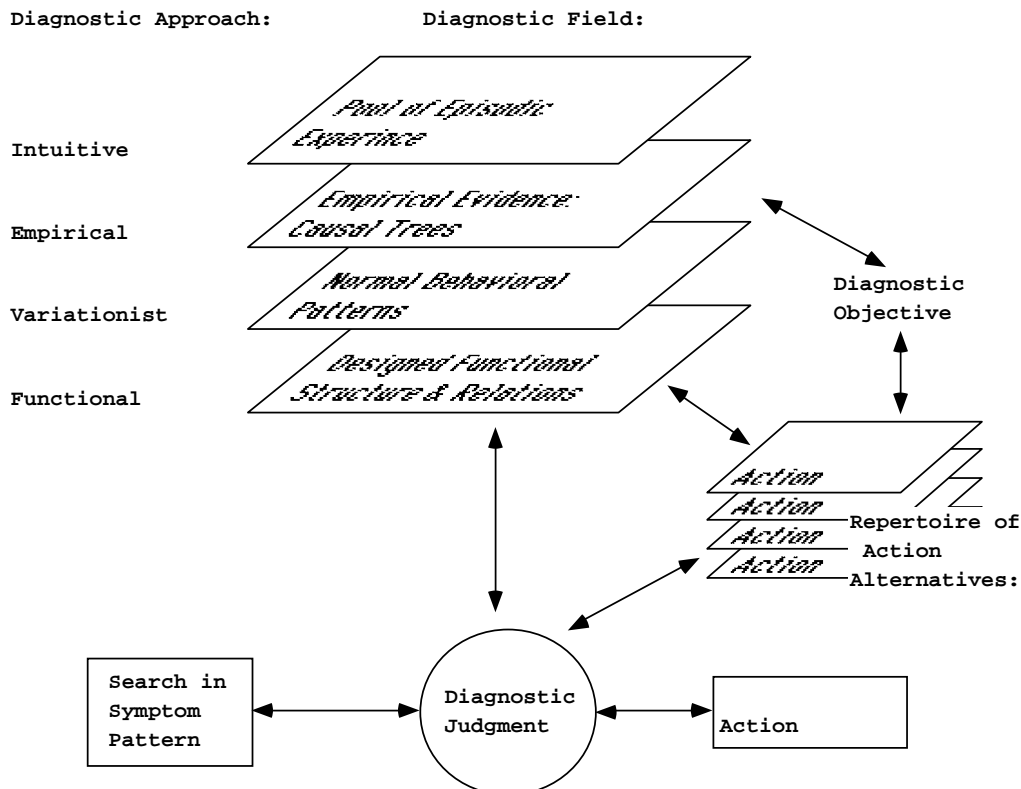 Diagnostic Approach:
Diagnostic Field:
Intuitive
Pool of Episodic
Experince
Empirical
Empirical Evidence:
Causal Trees
Variationist
Normal Behavioral
Patterns
Functional
Designed Functional
Structure & Relations
Diagnostic
Objective
Action
Action
Action
Action
Repertoire of
Action
Alternatives:
Search in
Symptom
Pattern
Diagnostic
Judgment
Action